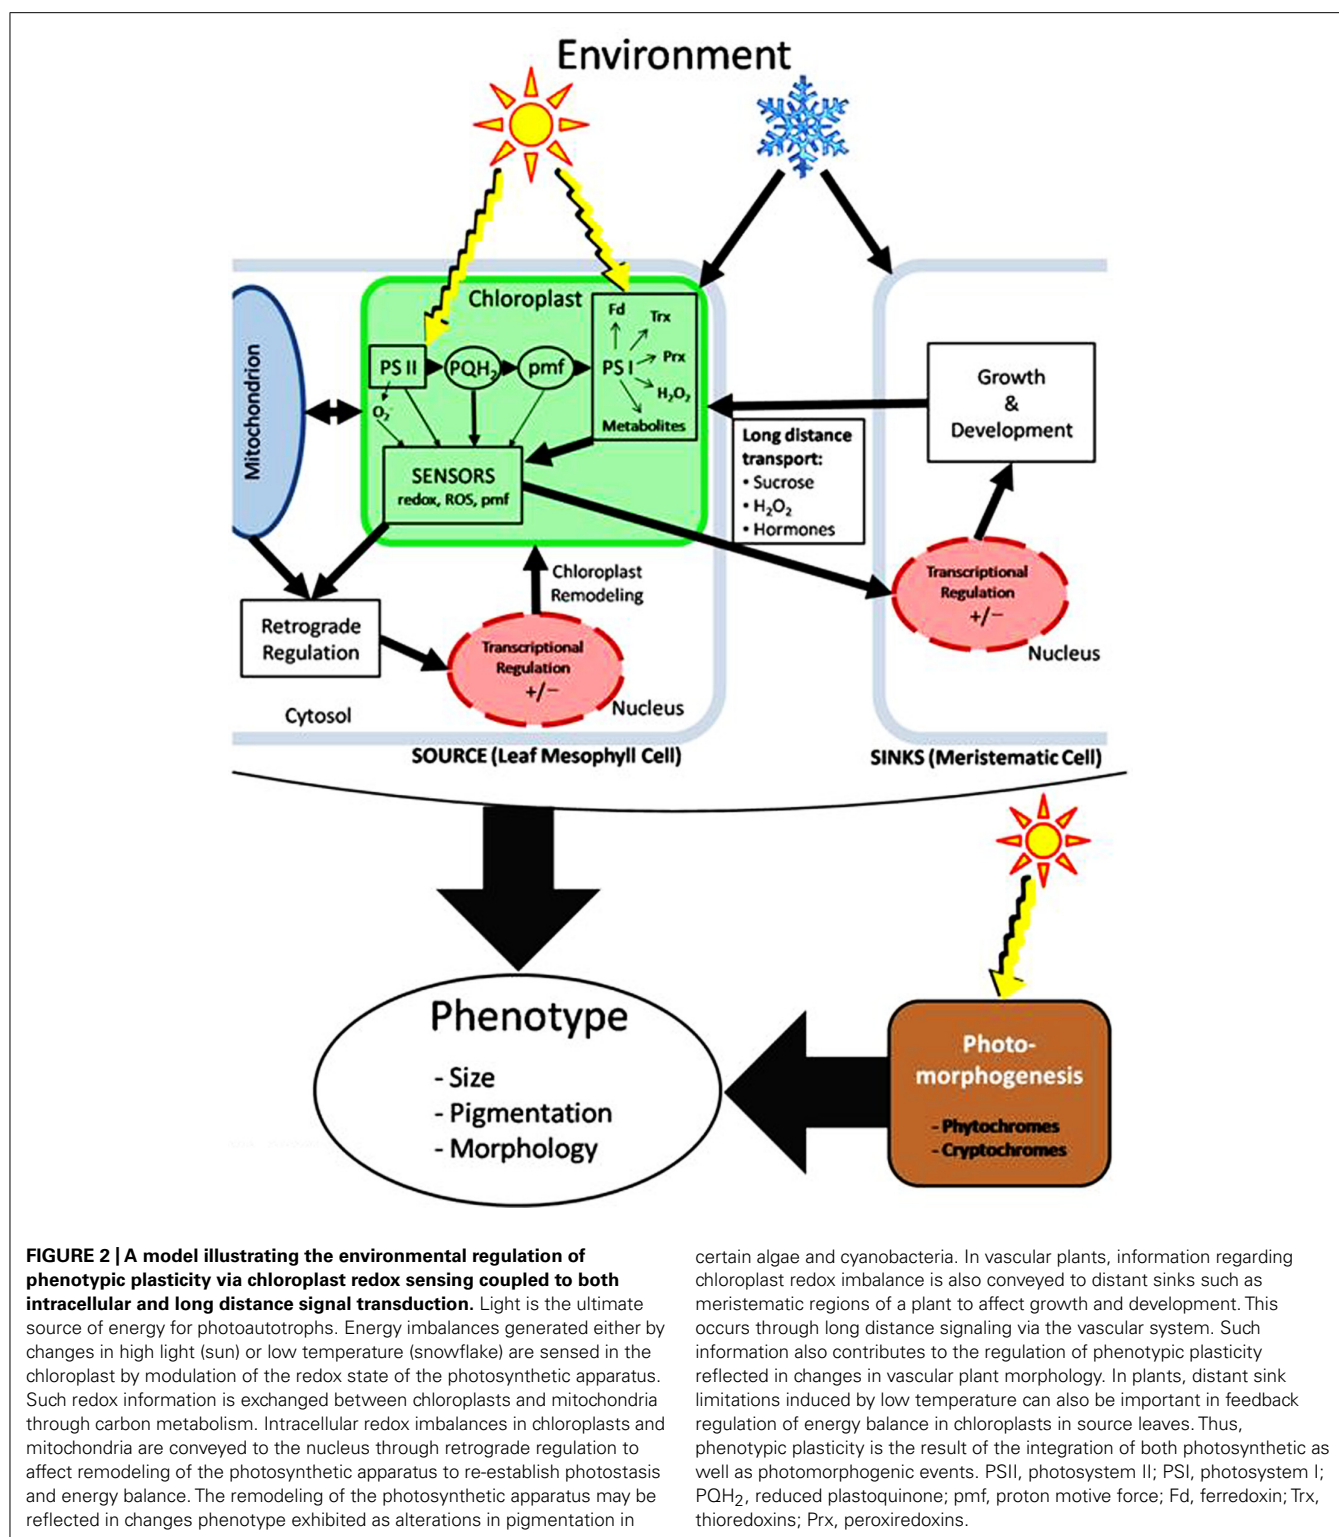 Environment
Chloroplast
Fd
Trx
PS II
PQH₂
pmf
PS I
Prx
H₂O₂
O₂⁻
Metabolites
Mitochondrion
SENSORS
redox, ROS, pmf
Growth
&
Development
Long distance
transport:
• Sucrose
• H₂O₂
• Hormones
Chloroplast
Remodeling
Retrograde
Regulation
Transcriptional
Regulation
+/−
Nucleus
Cytosol
Transcriptional
Regulation
+/−
Nucleus
SOURCE (Leaf Mesophyll Cell)
SINKS (Meristematic Cell)
Phenotype
- Size
- Pigmentation
- Morphology
Photo-
morphogenesis
- Phytochromes
- Cryptochromes
FIGURE 2 | A model illustrating the environmental regulation of
phenotypic plasticity via chloroplast redox sensing coupled to both
intracellular and long distance signal transduction. Light is the ultimate
source of energy for photoautotrophs. Energy imbalances generated either by
changes in high light (sun) or low temperature (snowflake) are sensed in the
chloroplast by modulation of the redox state of the photosynthetic apparatus.
Such redox information is exchanged between chloroplasts and mitochondria
through carbon metabolism. Intracellular redox imbalances in chloroplasts and
mitochondria are conveyed to the nucleus through retrograde regulation to
affect remodeling of the photosynthetic apparatus to re-establish photostasis
and energy balance. The remodeling of the photosynthetic apparatus may be
reflected in changes phenotype exhibited as alterations in pigmentation in
certain algae and cyanobacteria. In vascular plants, information regarding
chloroplast redox imbalance is also conveyed to distant sinks such as
meristematic regions of a plant to affect growth and development. This
occurs through long distance signaling via the vascular system. Such
information also contributes to the regulation of phenotypic plasticity
reflected in changes in vascular plant morphology. In plants, distant sink
limitations induced by low temperature can also be important in feedback
regulation of energy balance in chloroplasts in source leaves. Thus,
phenotypic plasticity is the result of the integration of both photosynthetic as
well as photomorphogenic events. PSII, photosystem II; PSI, photosystem I;
PQH₂, reduced plastoquinone; pmf, proton motive force; Fd, ferredoxin; Trx,
thioredoxins; Prx, peroxiredoxins.